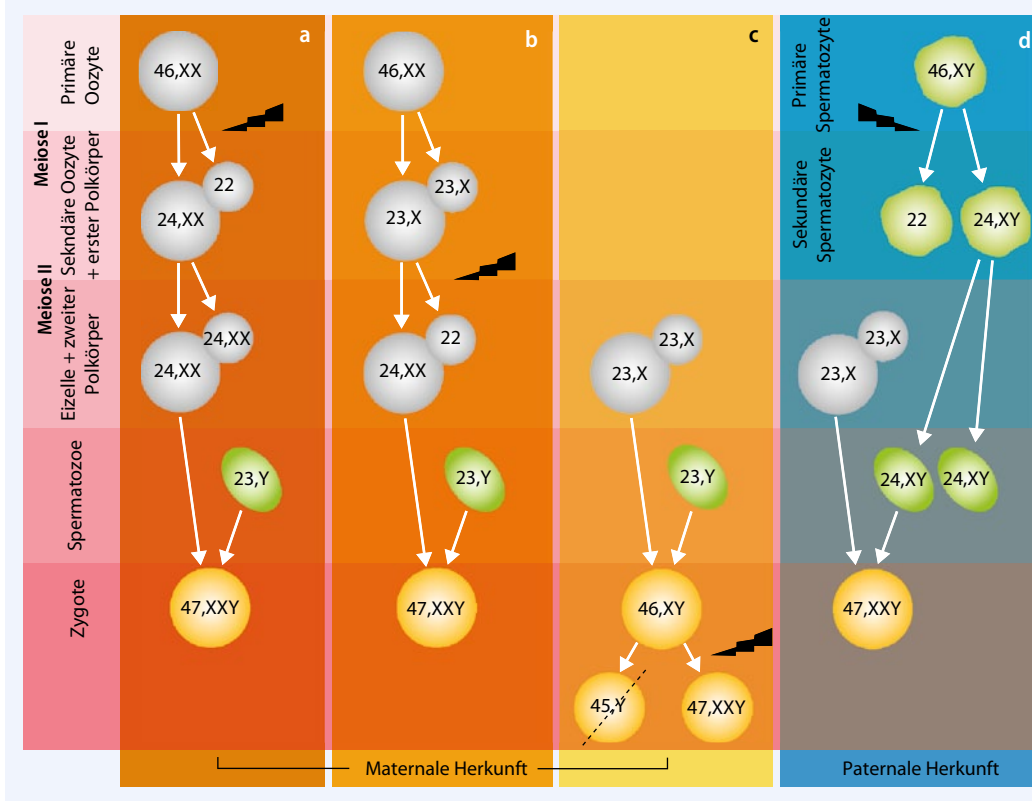 a
b
c
d
Meiose I
Meiose II
Primäre
Oozyte
Sekndäre Oozyte
+ erster Polkörper
Eizelle + zweiter
Polkörper
Spermatozoe
Zygote
46,XX
22
24,XX
24,XX
24,XX
23,Y
47,XXY
46,XX
23,X
23,X
22
24,XX
23,Y
47,XXY
23,X
23,X
23,Y
46,XY
45,Y
47,XXY
Primäre
Spermatozyte
Sekundäre
Spermatozyte
46,XY
22
24,XY
23,X
23,X
24,XY
24,XY
47,XXY
Maternale Herkunft
Paternale Herkunft